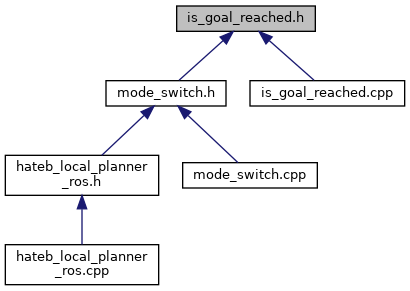 is_goal_reached.h
mode_switch.h
is_goal_reached.cpp
hateb_local_planner
_ros.h
mode_switch.cpp
hateb_local_planner
_ros.cpp